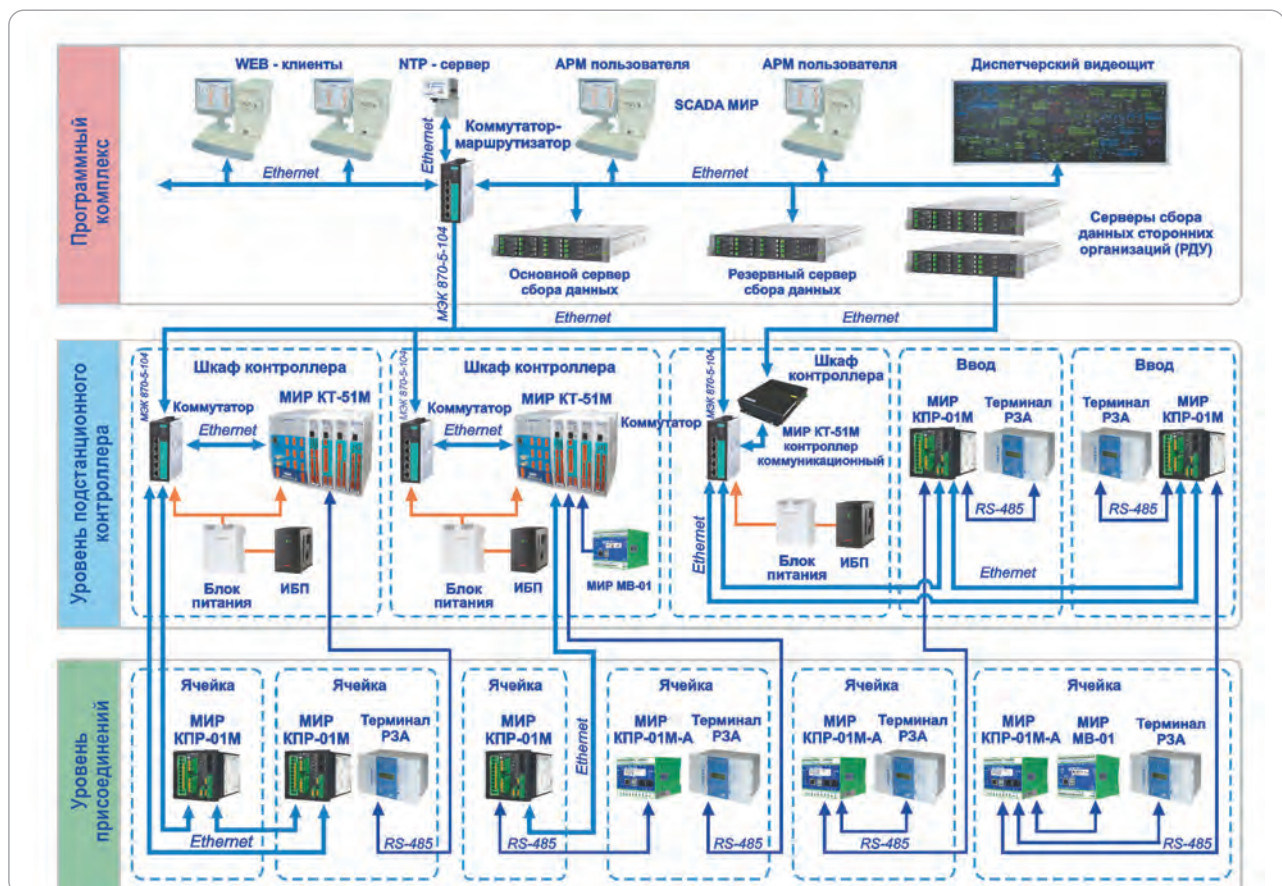 Программный
комплекс
WEB - клиенты
NTP - сервер
АРМ пользователя
АРМ пользователя
Диспетчерский видеощит
SCADA МИР
Ethernet
Коммутатор-
маршрутизатор
Ethernet
Ethernet
МЭК 870-5-104
Основной сервер
сбора данных
Резервный сервер
сбора данных
Серверы сбора
данных сторонних
организаций (РДУ)
Ethernet
Ethernet
Уровень подстанционного
контроллера
МЭК 870-5-104
Шкаф контроллера
МИР КТ-51М
Коммутатор
Ethernet
Блок
питания
ИБП
МЭК 870-5-104
Шкаф контроллера
МИР КТ-51М
Коммутатор
Ethernet
Блок
питания
ИБП
МИР МВ-01
МЭК 870-5-104
Шкаф
контроллера
Коммутатор
МИР КТ-51М
контроллер
коммуникационный
Ethernet
Блок
питания
ИБП
Ввод
МИР
КПР-01М
Терминал
РЗА
RS-485
Ethernet
Ввод
Терминал
РЗА
МИР
КПР-01М
RS-485
Уровень
присоединений
Ячейка
МИР
КПР-01М
Ethernet
Ячейка
МИР
КПР-01М
Терминал
РЗА
RS-485
Ячейка
МИР
КПР-01М
RS-485
Ethernet
Ячейка
МИР
КПР-01М-А
Терминал
РЗА
RS-485
Ячейка
МИР
КПР-01М-А
Терминал
РЗА
RS-485
Ячейка
МИР
КПР-01М-А
МИР
МВ-01
Терминал
РЗА
RS-485